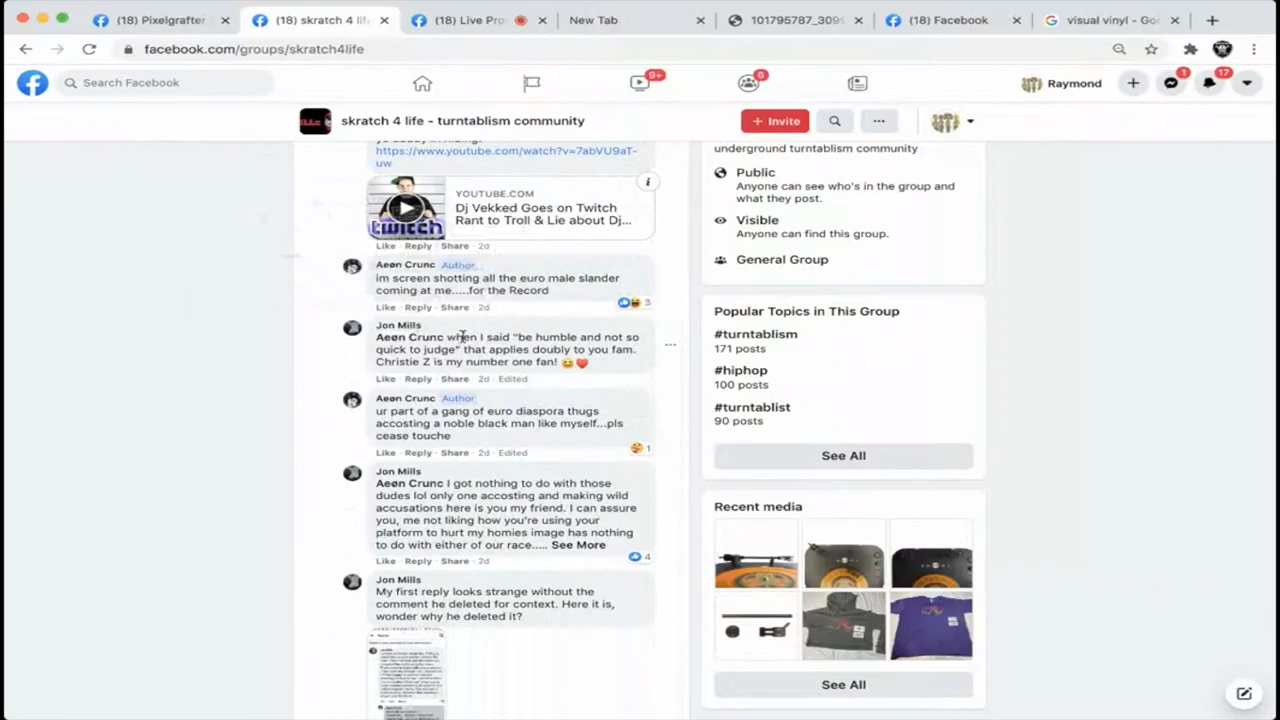 (18) Pixelgrafter
(18) skratch 4 life
(18) Live Pro
New Tab
101795787_309
(18) Facebook
visual vinyl - Goo
facebook.com/groups/skratch4life
Search Facebook
9+
6
Raymond
1
17
skratch 4 life - turntablism community
+ Invite
https://www.youtube.com/watch?v=7abVU9aT-
uw
YOUTUBE.COM
Dj Vekked Goes on Twitch
Rant to Troll & Lie about Dj...
twitch
Like · Reply · Share · 2d
Aeøn Crunc Author
im screen shotting all the euro male slander
coming at me.....for the Record
3
Like · Reply · Share · 2d
Jon Mills
Aeøn Crunc when I said "be humble and not so
quick to judge" that applies doubly to you fam.
Christie Z is my number one fan! 😆❤️
Like · Reply · Share · 2d · Edited
Aeøn Crunc Author
ur part of a gang of euro diaspora thugs
accosting a noble black man like myself...pls
cease touche
1
Like · Reply · Share · 2d · Edited
Jon Mills
Aeøn Crunc I got nothing to do with those
dudes lol only one accosting and making wild
accusations here is you my friend. I can assure
you, me not liking how you're using your
platform to hurt my homies image has nothing
to do with either of our race.... See More
4
Like · Reply · Share · 2d
Jon Mills
My first reply looks strange without the
comment he deleted for context. Here it is,
wonder why he deleted it?
underground turntablism community
Public
Anyone can see who's in the group and
what they post.
Visible
Anyone can find this group.
General Group
Popular Topics in This Group
#turntablism
171 posts
#hiphop
100 posts
#turntablist
90 posts
See All
Recent media